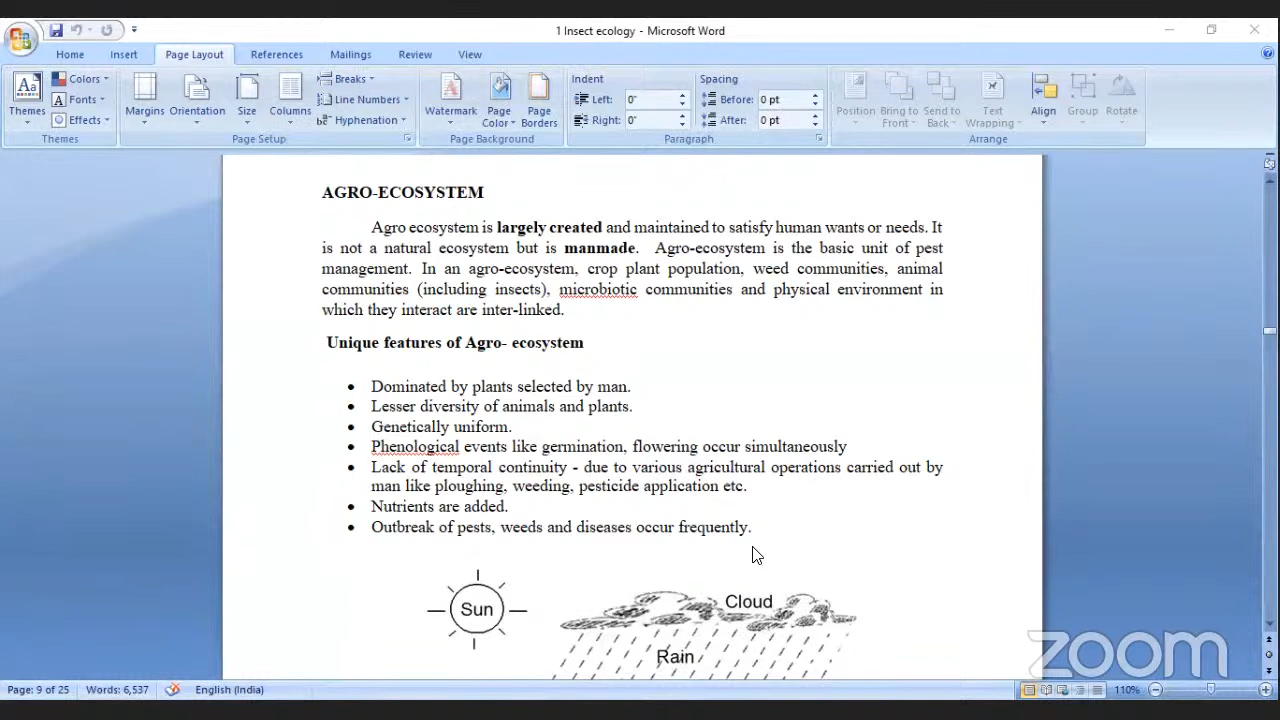 1 Insect ecology - Microsoft Word
Home Insert Page Layout References Mailings Review View
Aa Themes Colors Fonts Effects Margins Orientation Size Columns Breaks Line Numbers Hyphenation Watermark Page Color Page Borders Indent Left: 0" Right: 0" Spacing Before: 0 pt After: 0 pt Position Bring to Front Send to Back Text Wrapping Align Group Rotate
Themes Page Setup Page Background Paragraph Arrange
AGRO-ECOSYSTEM
Agro ecosystem is largely created and maintained to satisfy human wants or needs. It
is not a natural ecosystem but is manmade. Agro-ecosystem is the basic unit of pest
management. In an agro-ecosystem, crop plant population, weed communities, animal
communities (including insects), microbiotic communities and physical environment in
which they interact are inter-linked.
Unique features of Agro- ecosystem
• Dominated by plants selected by man.
• Lesser diversity of animals and plants.
• Genetically uniform.
• Phenological events like germination, flowering occur simultaneously
• Lack of temporal continuity - due to various agricultural operations carried out by
man like ploughing, weeding, pesticide application etc.
• Nutrients are added.
• Outbreak of pests, weeds and diseases occur frequently.
Sun
Cloud
Rain
zoom
Page: 9 of 25 Words: 6,537 English (India) 110%